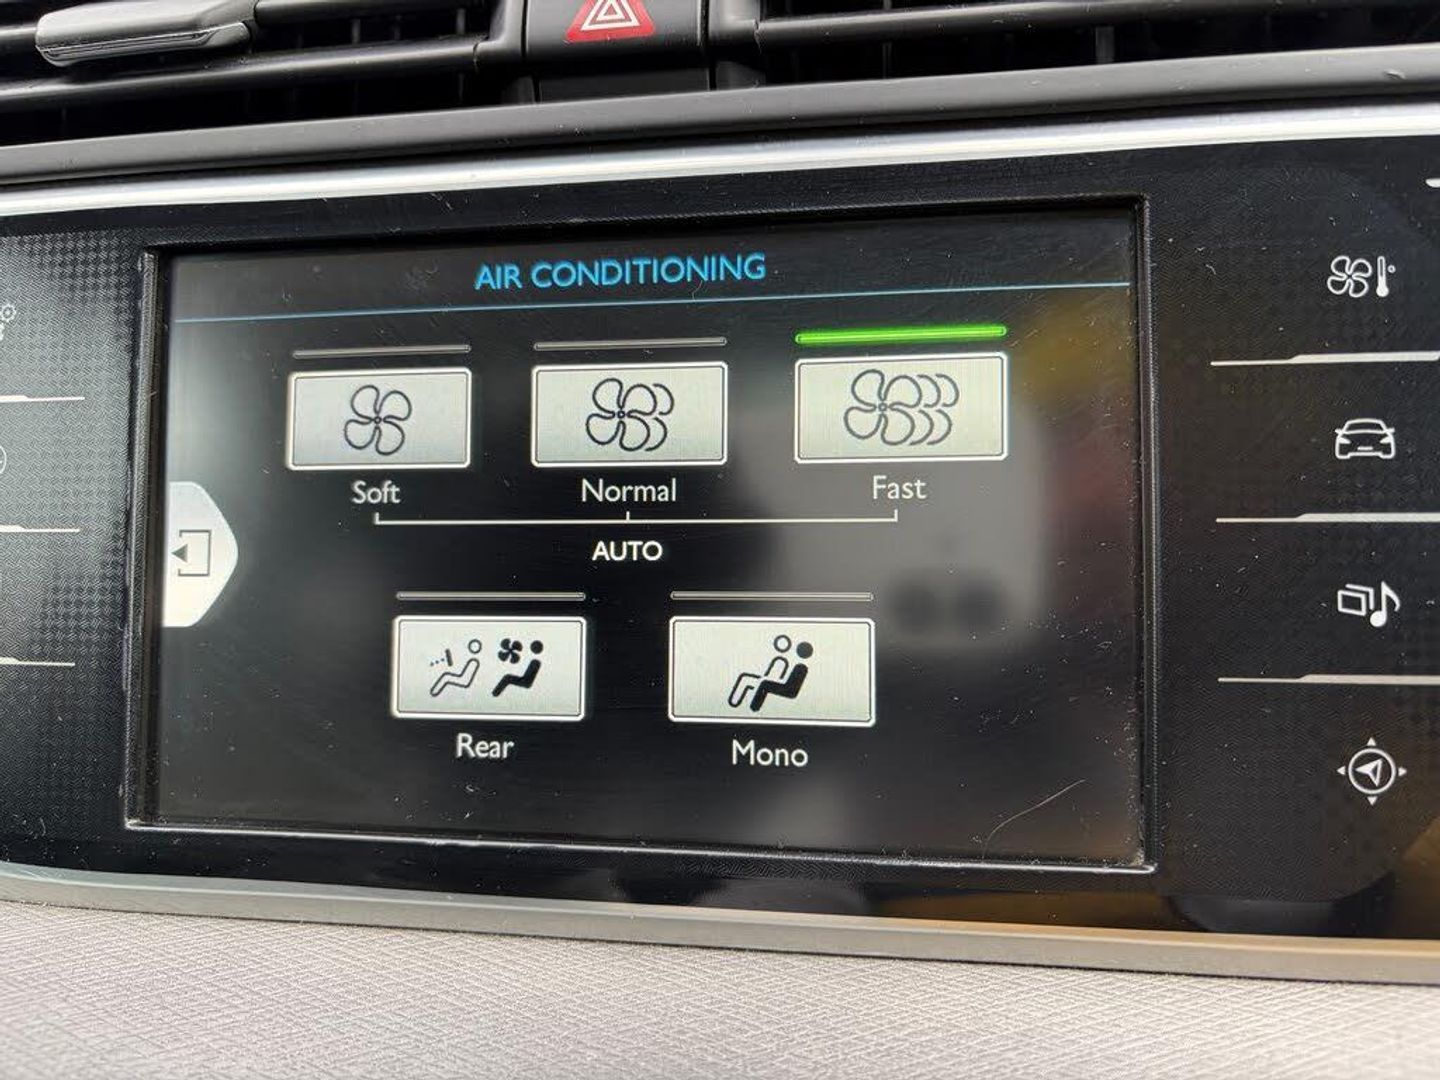 AIR CONDITIONING
Soft
Normal
Fast
AUTO
Rear
Mono